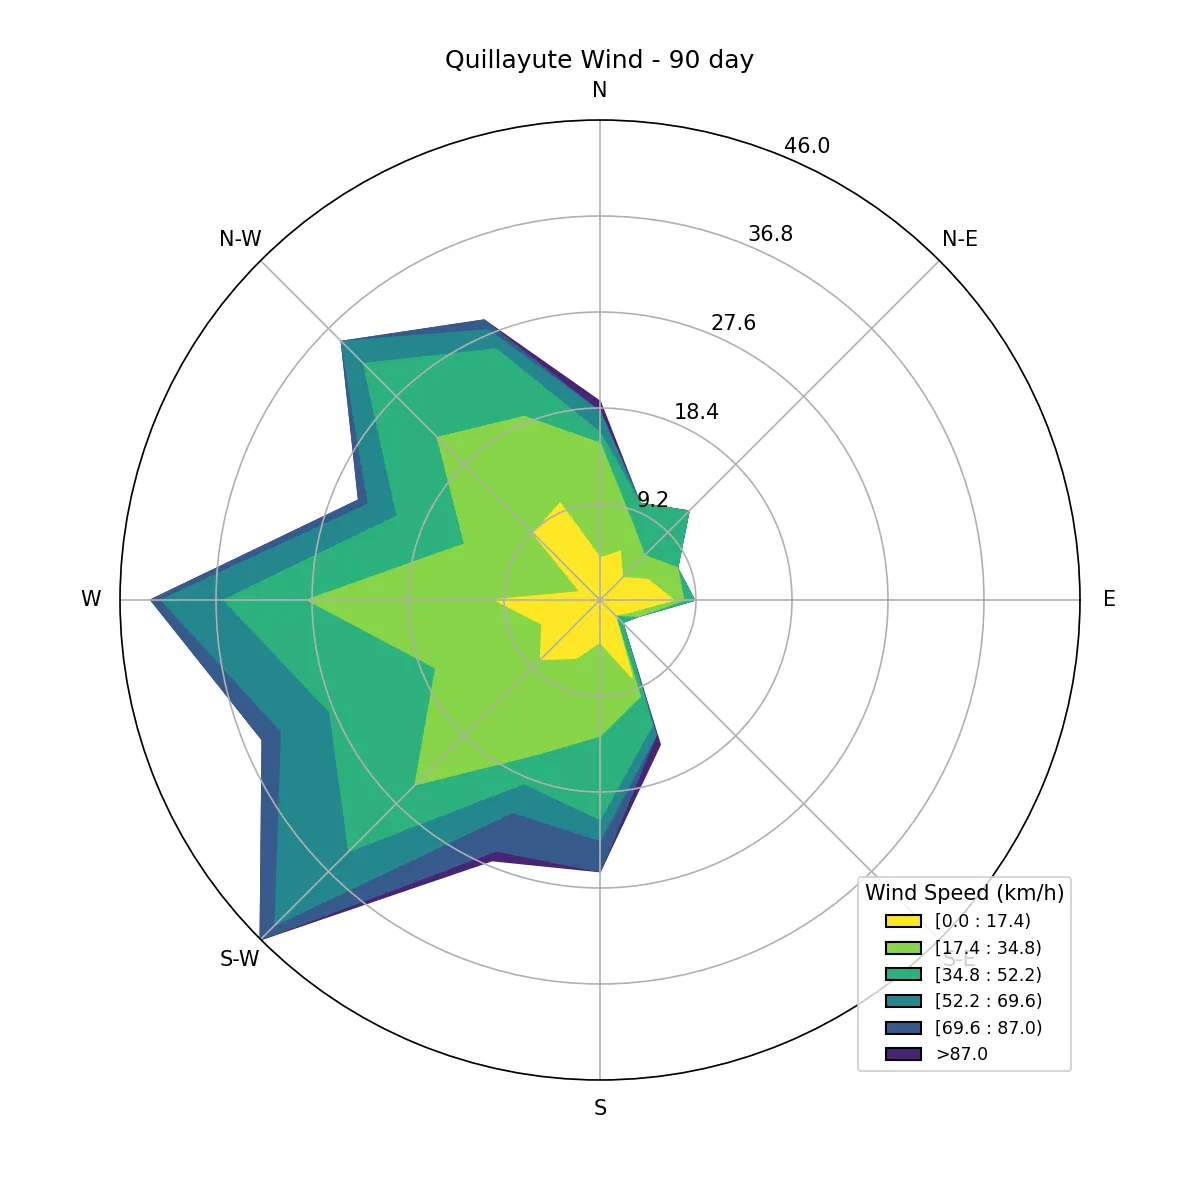 Quillayute Wind - 90 day
N
46.0
N-W
36.8
N-E
27.6
18.4
9.2
W
E
S-W
S-E
S
Wind Speed (km/h)
[0.0 : 17.4)
[17.4 : 34.8)
[34.8 : 52.2)
[52.2 : 69.6)
[69.6 : 87.0)
>87.0